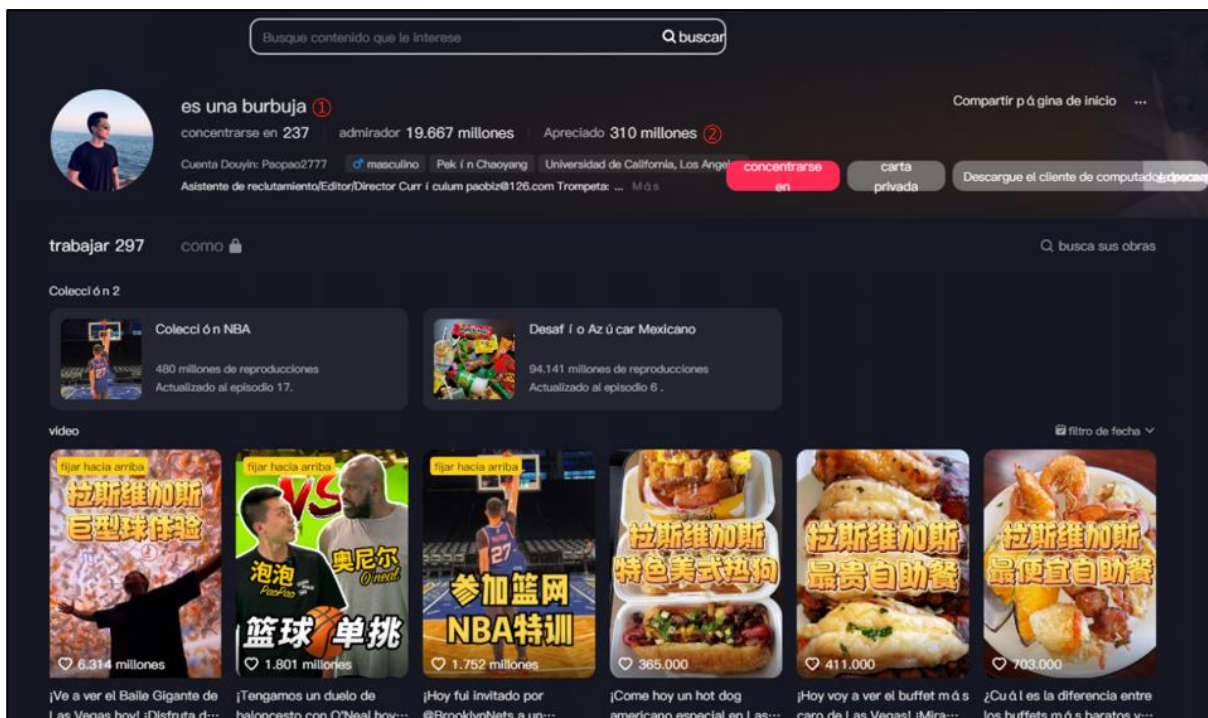 Busque contenido que le interese
buscar
es una burbuja ①
concentrarse en 237 admirador 19.667 millones Apreciado 310 millones ②
Compartir p á gina de inicio ...
Cuenta Douyin: Paopao2777 ♂ masculino Pek í n Chaoyang Universidad de California, Los Ange
concentrarse en
carta privada
Descargue el cliente de computado
Asistente de reclutamiento/Editor/Director Curr í culum paobiz@126.com Trompeta: ... Más
trabajar 297 como
busca sus obras
Colecci ó n 2
Colecci ó n NBA
480 millones de reproducciones
Actualizado al episodio 17.
Desaf í o Az ú car Mexicano
94.141 millones de reproducciones
Actualizado al episodio 6 .
video
filtro de fecha
fijar hacia arriba
拉斯维加斯
巨型球体验
6.314 millones
¡Ve a ver el Baile Gigante de
Las Vegas hoy! ¡Disfruta d···
fijar hacia arriba
VS
泡泡
PaoPao
奥尼尔
O'neal
篮球 单挑
1.801 millones
¡Tengamos un duelo de
baloncesto con O'Neal hoy···
fijar hacia arriba
27
参加篮网
NBA特训
1.752 millones
¡Hoy fui invitado por
@BrooklynNets a un···
拉斯维加斯
特色美式热狗
365.000
¡Come hoy un hot dog
americano especial en Las···
拉斯维加斯
最贵自助餐
411.000
¡Hoy voy a ver el buffet m á s
caro de Las Vegas! ¡Mira···
拉斯维加斯
最便宜自助餐
703.000
¿Cu á l es la diferencia entre
los buffets m á s baratos y···